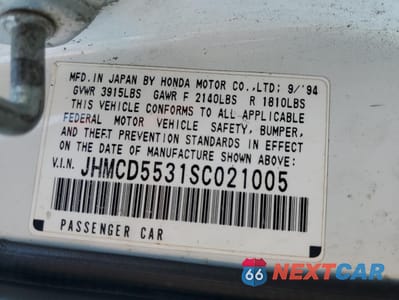 MFD. IN JAPAN BY HONDA MOTOR CO.,LTD; 9/'94
GVWR 3915LBS GAWR F 2140LBS R 1810LBS
THIS VEHICLE CONFORMS TO ALL APPLICABLE
FEDERAL MOTOR VEHICLE SAFETY, BUMPER,
AND THEFT PREVENTION STANDARDS IN EFFECT
ON THE DATE OF MANUFACTURE SHOWN ABOVE.
V.I.N. JHMCD5531SC021005
PASSENGER CAR
66 NEXTCAR